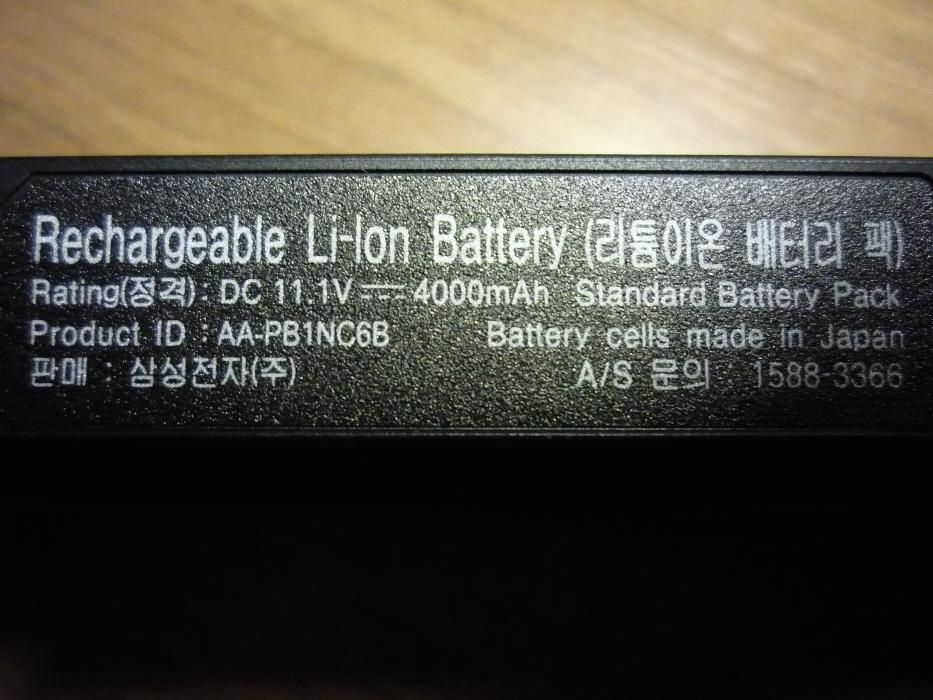 Rechargeable Li-Ion Battery (리튬이온 배터리 팩)
Rating(정격) : DC 11.1V ⎓ 4000mAh Standard Battery Pack
Product ID : AA-PB1NC6B Battery cells made in Japan
판매 : 삼성전자(주) A/S 문의 : 1588-3366